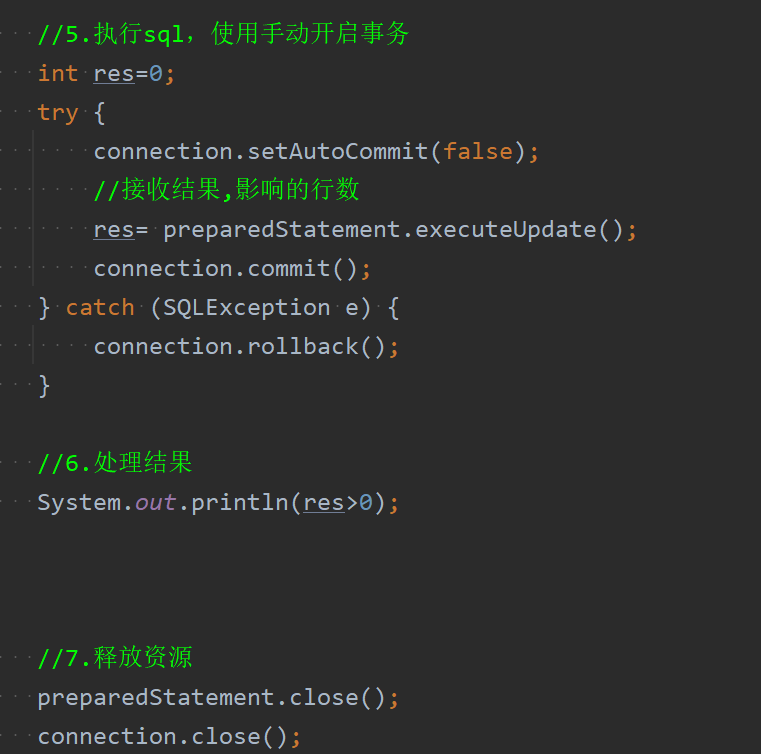 //5.执行sql，使用手动开启事务
int res=0;
try {
connection.setAutoCommit(false);
//接收结果,影响的行数
res= preparedStatement.executeUpdate();
connection.commit();
} catch (SQLException e) {
connection.rollback();
}
//6.处理结果
System.out.println(res>0);
//7.释放资源
preparedStatement.close();
connection.close();